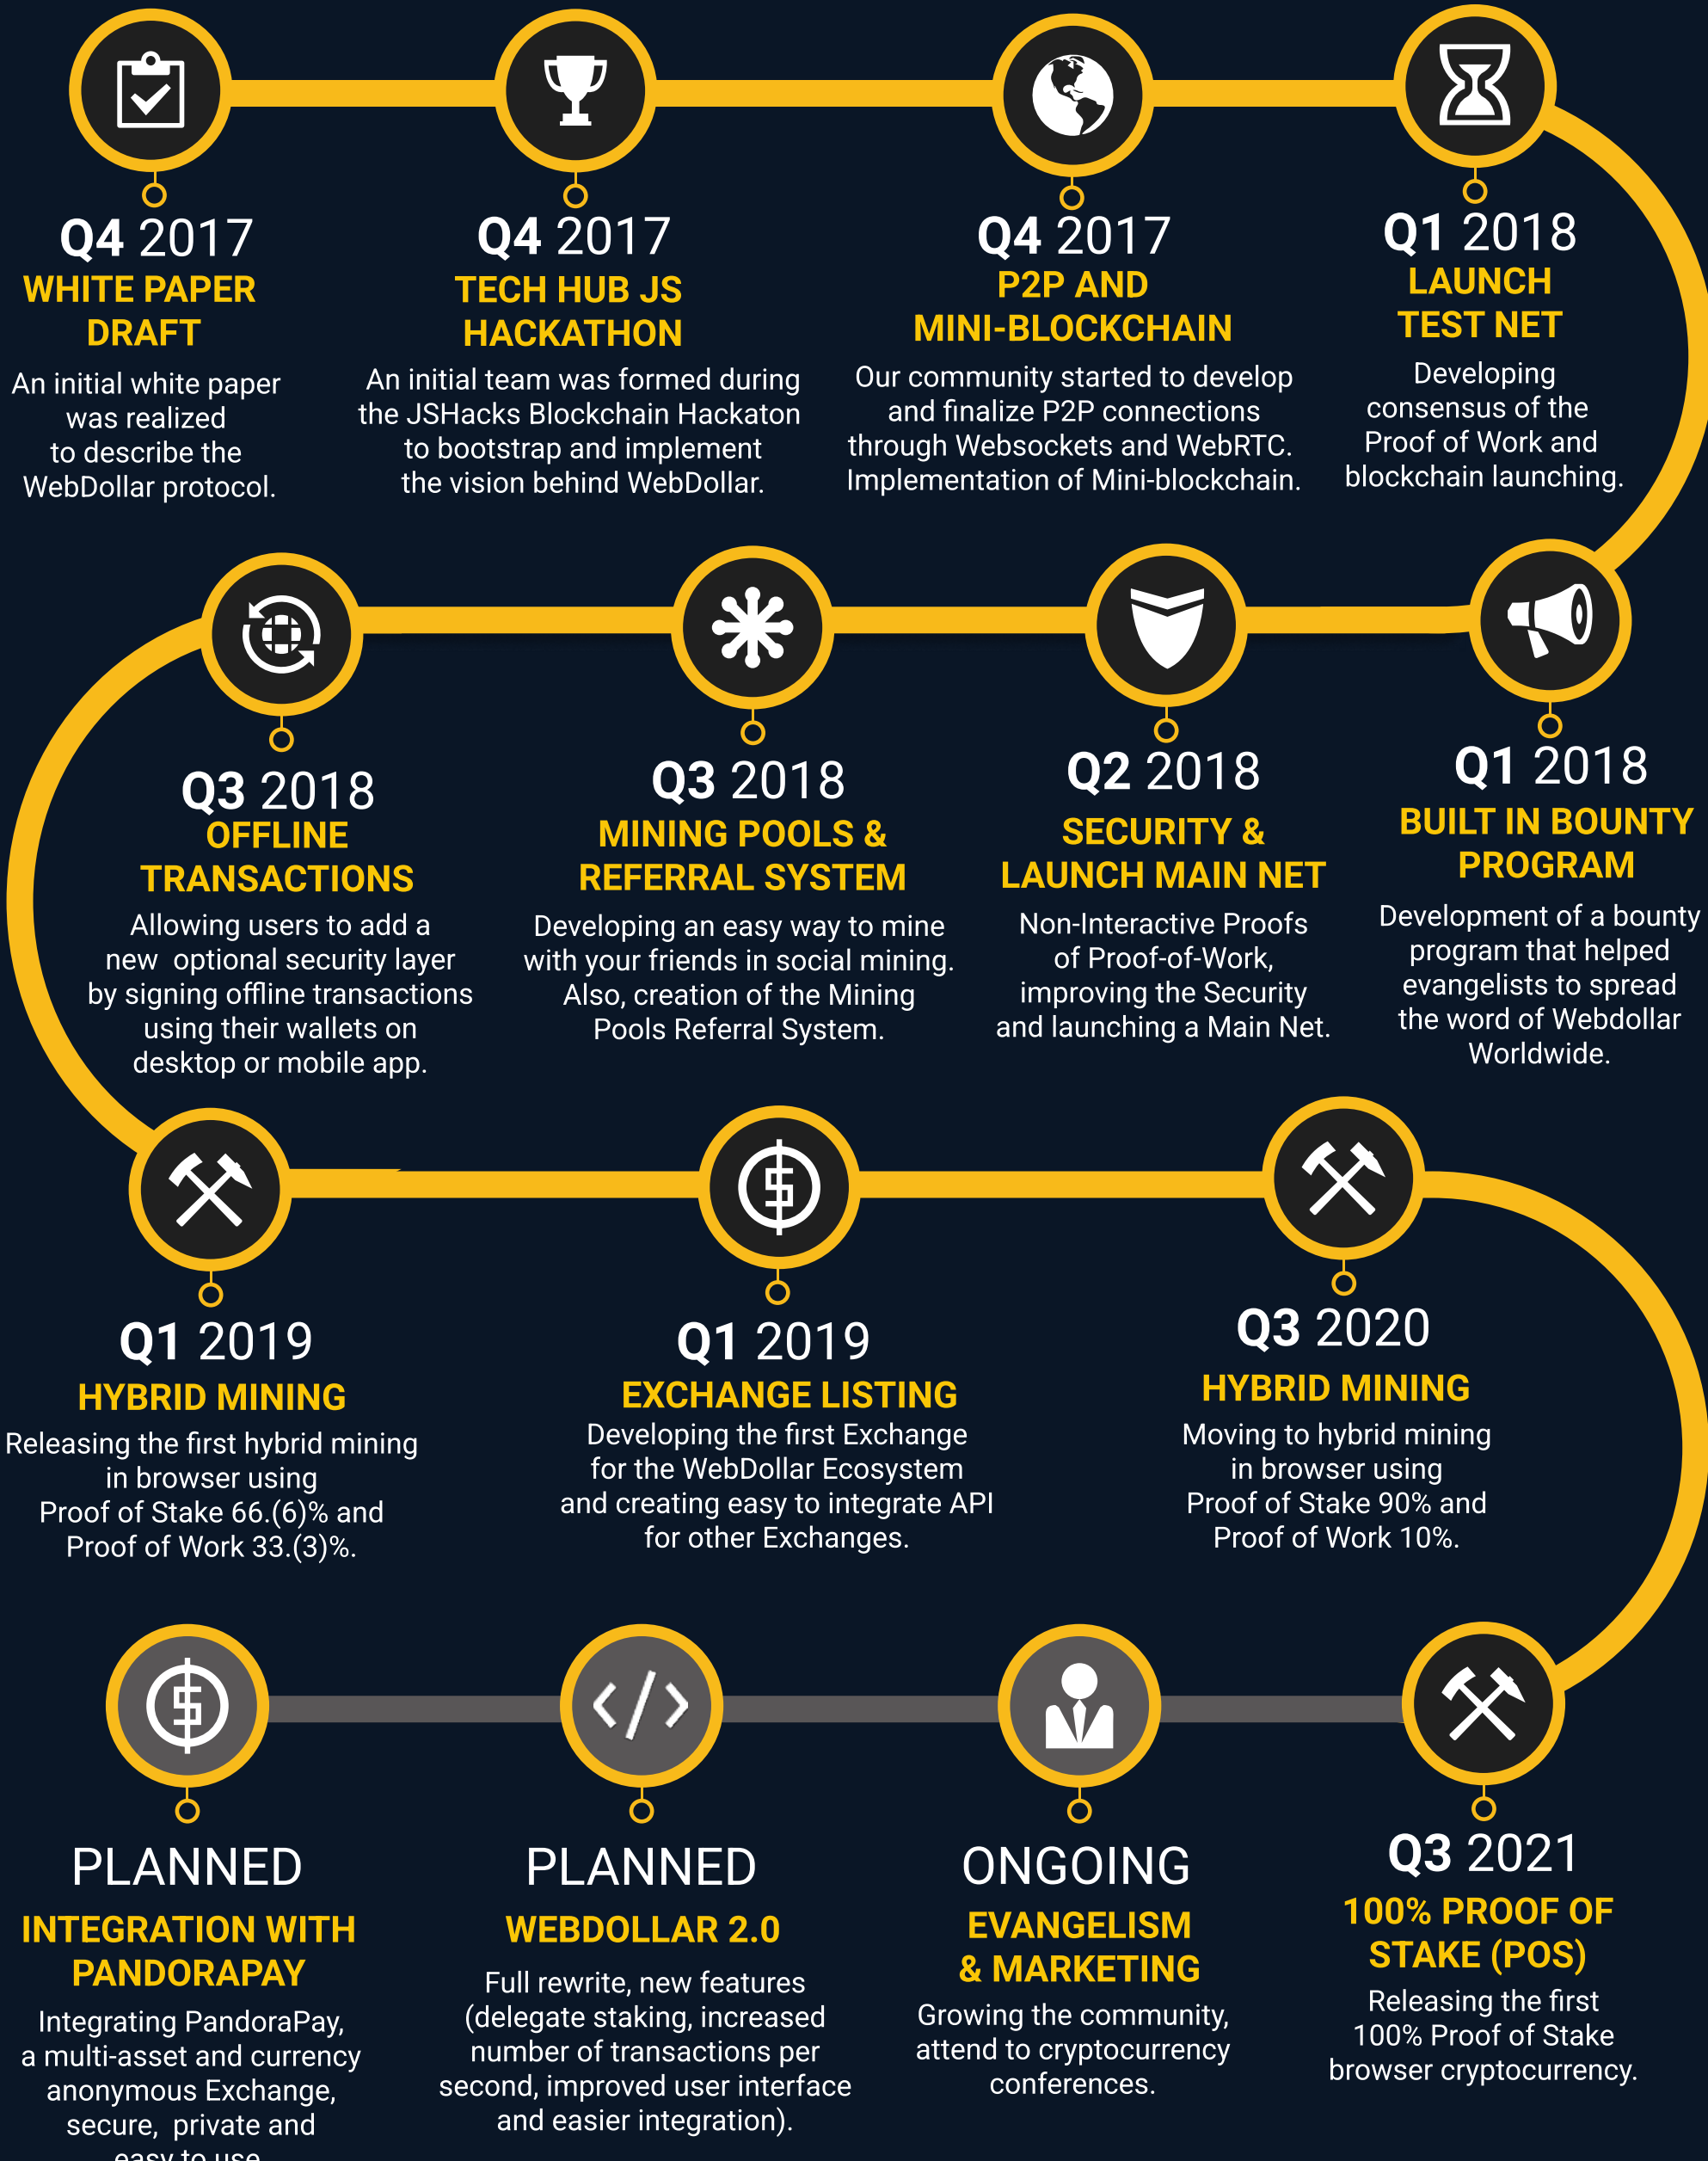 Q4 2017
WHITE PAPER
DRAFT
An initial white paper
was realized
to describe the
WebDollar protocol.
Q4 2017
TECH HUB JS
HACKATHON
An initial team was formed during
the JSHacks Blockchain Hackaton
to bootstrap and implement
the vision behind WebDollar.
Q4 2017
P2P AND
MINI-BLOCKCHAIN
Our community started to develop
and finalize P2P connections
through Websockets and WebRTC.
Implementation of Mini-blockchain.
Q1 2018
LAUNCH
TEST NET
Developing
consensus of the
Proof of Work and
blockchain launching.
Q1 2018
BUILT IN BOUNTY
PROGRAM
Development of a bounty
program that helped
evangelists to spread
the word of Webdollar
Worldwide.
Q2 2018
SECURITY &
LAUNCH MAIN NET
Non-Interactive Proofs
of Proof-of-Work,
improving the Security
and launching a Main Net.
Q3 2018
MINING POOLS &
REFERRAL SYSTEM
Developing an easy way to mine
with your friends in social mining.
Also, creation of the Mining
Pools Referral System.
Q3 2018
OFFLINE
TRANSACTIONS
Allowing users to add a
new optional security layer
by signing offline transactions
using their wallets on
desktop or mobile app.
Q1 2019
HYBRID MINING
Releasing the first hybrid mining
in browser using
Proof of Stake 66.(6)% and
Proof of Work 33.(3)%.
Q1 2019
EXCHANGE LISTING
Developing the first Exchange
for the WebDollar Ecosystem
and creating easy to integrate API
for other Exchanges.
Q3 2020
HYBRID MINING
Moving to hybrid mining
in browser using
Proof of Stake 90% and
Proof of Work 10%.
Q3 2021
100% PROOF OF
STAKE (POS)
Releasing the first
100% Proof of Stake
browser cryptocurrency.
ONGOING
EVANGELISM
& MARKETING
Growing the community,
attend to cryptocurrency
conferences.
PLANNED
WEBDOLLAR 2.0
Full rewrite, new features
(delegate staking, increased
number of transactions per
second, improved user interface
and easier integration).
PLANNED
INTEGRATION WITH
PANDORAPAY
Integrating PandoraPay,
a multi-asset and currency
anonymous Exchange,
secure, private and
easy to use